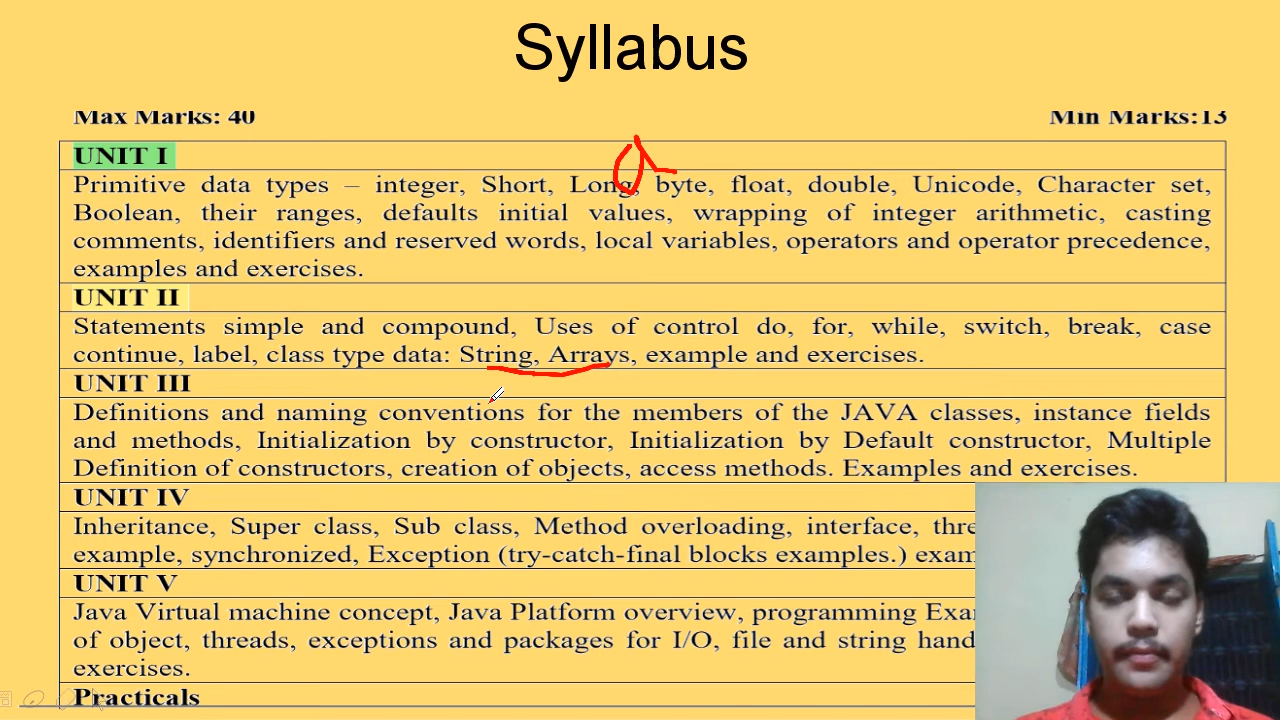 Syllabus
Max Marks: 40 Min Marks:13
UNIT I
Primitive data types – integer, Short, Long, byte, float, double, Unicode, Character set,
Boolean, their ranges, defaults initial values, wrapping of integer arithmetic, casting
comments, identifiers and reserved words, local variables, operators and operator precedence,
examples and exercises.
UNIT II
Statements simple and compound, Uses of control do, for, while, switch, break, case
continue, label, class type data: String, Arrays, example and exercises.
UNIT III
Definitions and naming conventions for the members of the JAVA classes, instance fields
and methods, Initialization by constructor, Initialization by Default constructor, Multiple
Definition of constructors, creation of objects, access methods. Examples and exercises.
UNIT IV
Inheritance, Super class, Sub class, Method overloading, interface,
example, synchronized, Exception (try-catch-final blocks examples.)
UNIT V
Java Virtual machine concept, Java Platform overview, programming
of object, threads, exceptions and packages for I/O, file and string
exercises.
Practicals